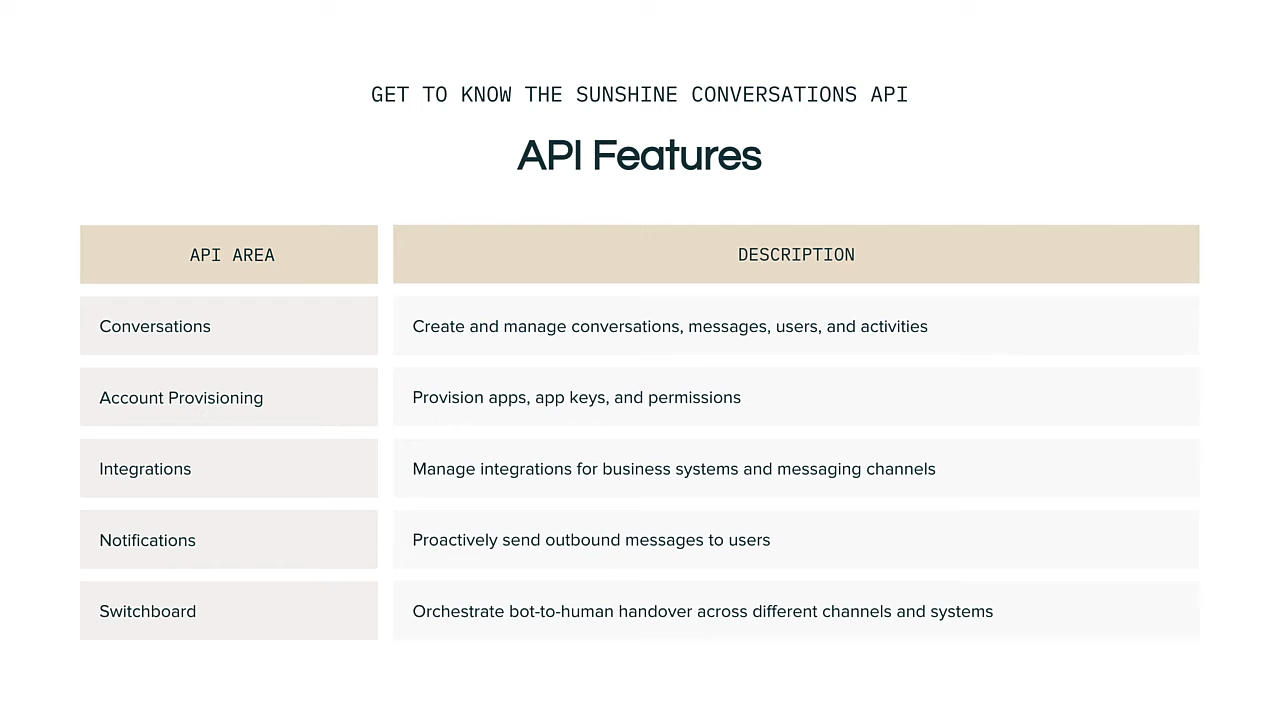 GET TO KNOW THE SUNSHINE CONVERSATIONS API
API Features
API AREA
DESCRIPTION
Conversations
Create and manage conversations, messages, users, and activities
Account Provisioning
Provision apps, app keys, and permissions
Integrations
Manage integrations for business systems and messaging channels
Notifications
Proactively send outbound messages to users
Switchboard
Orchestrate bot-to-human handover across different channels and systems